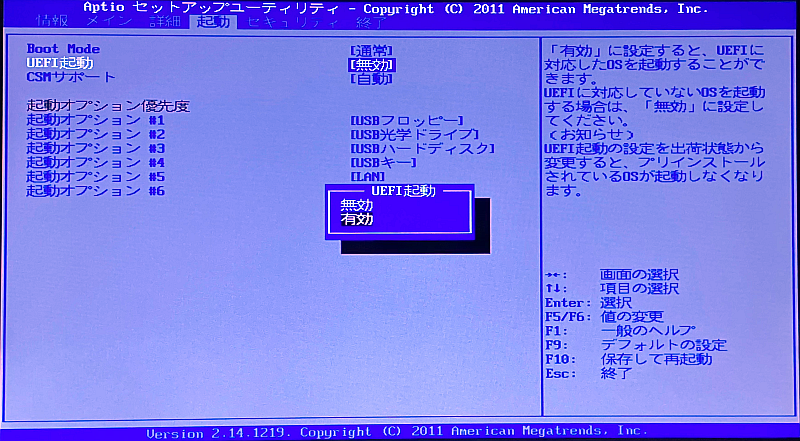 Aptio セットアップユーティリティ - Copyright (C) 2011 American Megatrends, Inc.
情報 メイン 詳細 起動 セキュリティ 終了
Boot Mode [通常]
UEFI起動 [無効]
CSMサポート [自動]
起動オプション優先度
起動オプション #1 [USBフロッピー]
起動オプション #2 [USB光学ドライブ]
起動オプション #3 [USBハードディスク]
起動オプション #4 [USBキー]
起動オプション #5 [LAN]
起動オプション #6
UEFI起動
無効
有効
「有効」に設定すると、UEFIに
対応したOSを起動することがで
きます。
UEFIに対応していないOSを起動
する場合は、「無効」に設定し
てください。
(お知らせ)
UEFI起動の設定を出荷状態から
変更すると、プリインストール
されているOSが起動しなくなり
ます。
→←: 画面の選択
↑↓: 項目の選択
Enter: 選択
F5/F6: 値の変更
F1: 一般のヘルプ
F9: デフォルトの設定
F10: 保存して再起動
Esc: 終了
Version 2.14.1219. Copyright (C) 2011 American Megatrends, Inc.